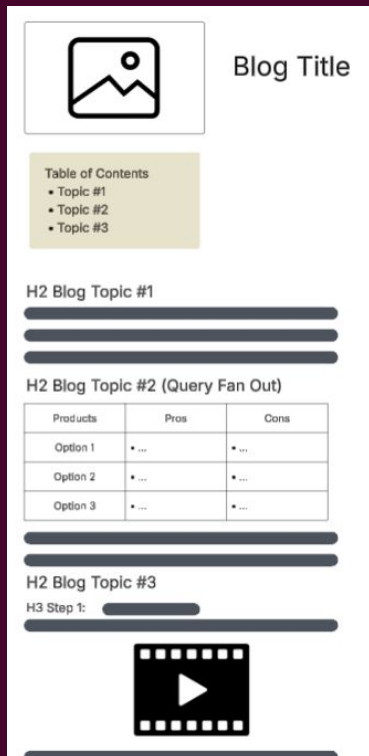 Blog Title
Table of Contents
• Topic #1
• Topic #2
• Topic #3
H2 Blog Topic #1
H2 Blog Topic #2 (Query Fan Out)
Products Pros Cons
Option 1 • ... • ...
Option 2 • ... • ...
Option 3 • ... • ...
H2 Blog Topic #3
H3 Step 1: